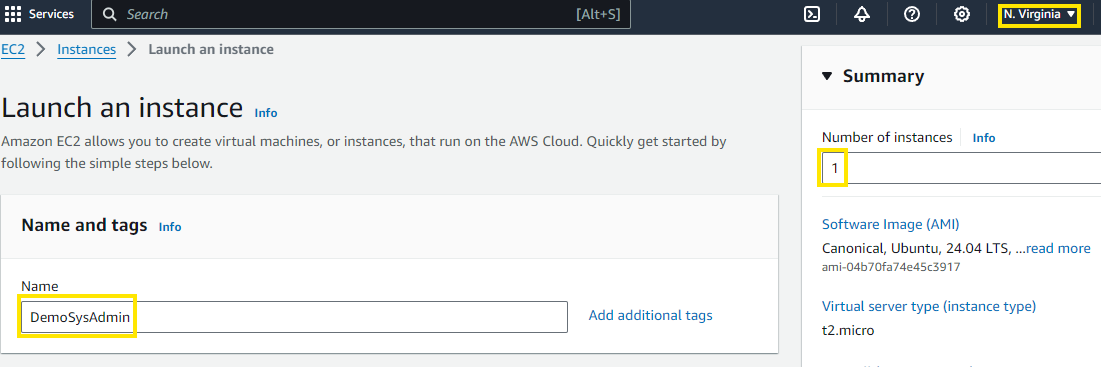 Services
Search [Alt+S]
N. Virginia
EC2 Instances Launch an instance
Launch an instance Info
Amazon EC2 allows you to create virtual machines, or instances, that run on the AWS Cloud. Quickly get started by
following the simple steps below.
Name and tags Info
Name
DemoSysAdmin
Add additional tags
Summary
Number of instances Info
1
Software Image (AMI)
Canonical, Ubuntu, 24.04 LTS, ...read more
ami-04b70fa74e45c3917
Virtual server type (instance type)
t2.micro